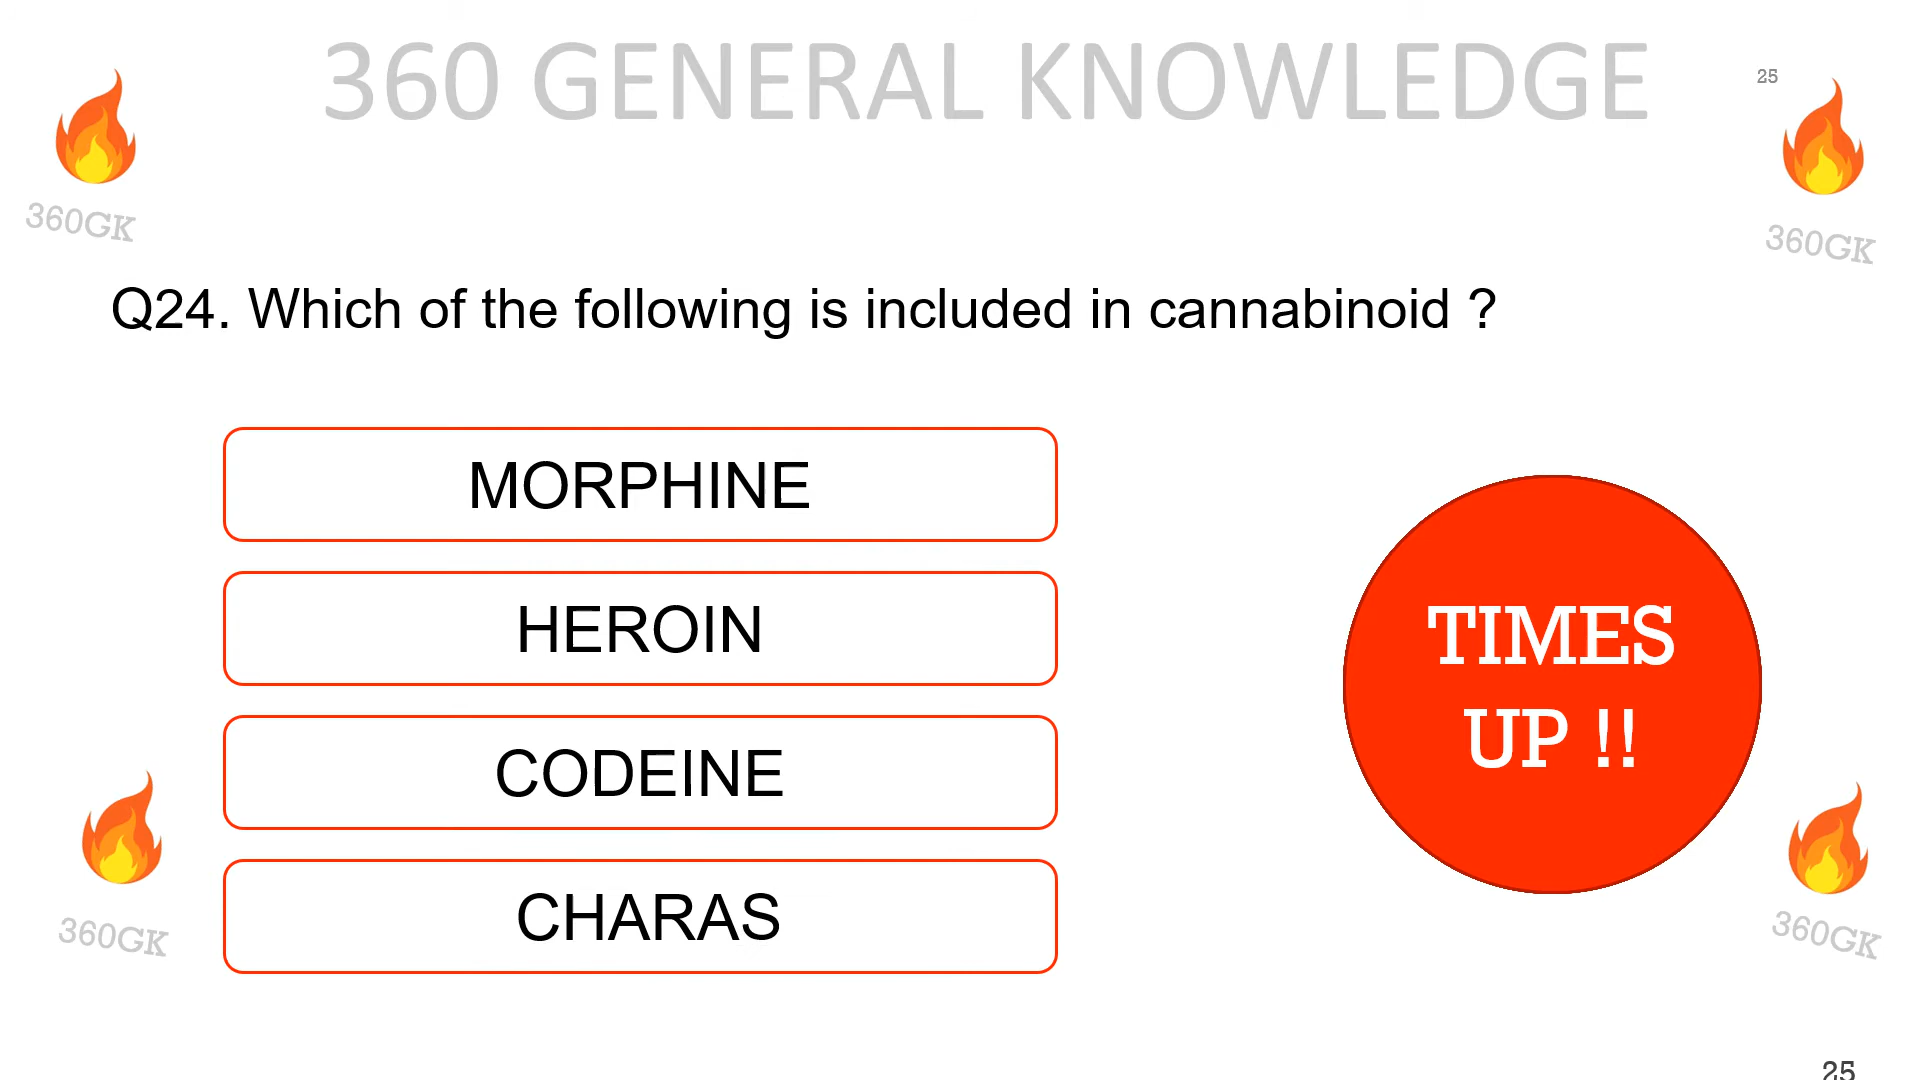 360 GENERAL KNOWLEDGE
25
360GK
360GK
Q24. Which of the following is included in cannabinoid ?
MORPHINE
HEROIN
CODEINE
CHARAS
TIMES
UP !!
360GK
360GK
25